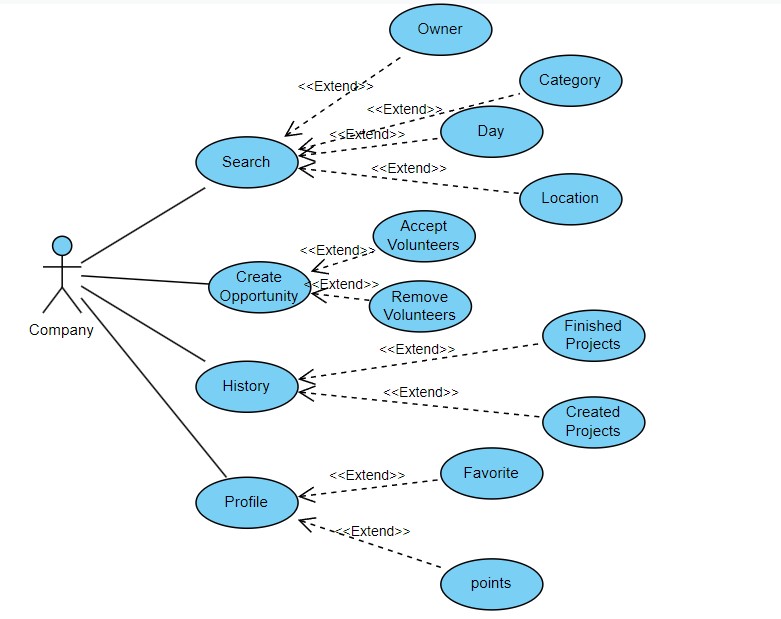 Owner
<<Extend>>
Category
<<Extend>>
Day
<<Extend>>
Search
<<Extend>>
Location
Accept
Volunteers
<<Extend>>
Create
Opportunity
<<Extend>>
Remove
Volunteers
Company
Finished
Projects
<<Extend>>
History
<<Extend>>
Created
Projects
Favorite
<<Extend>>
Profile
<<Extend>>
points